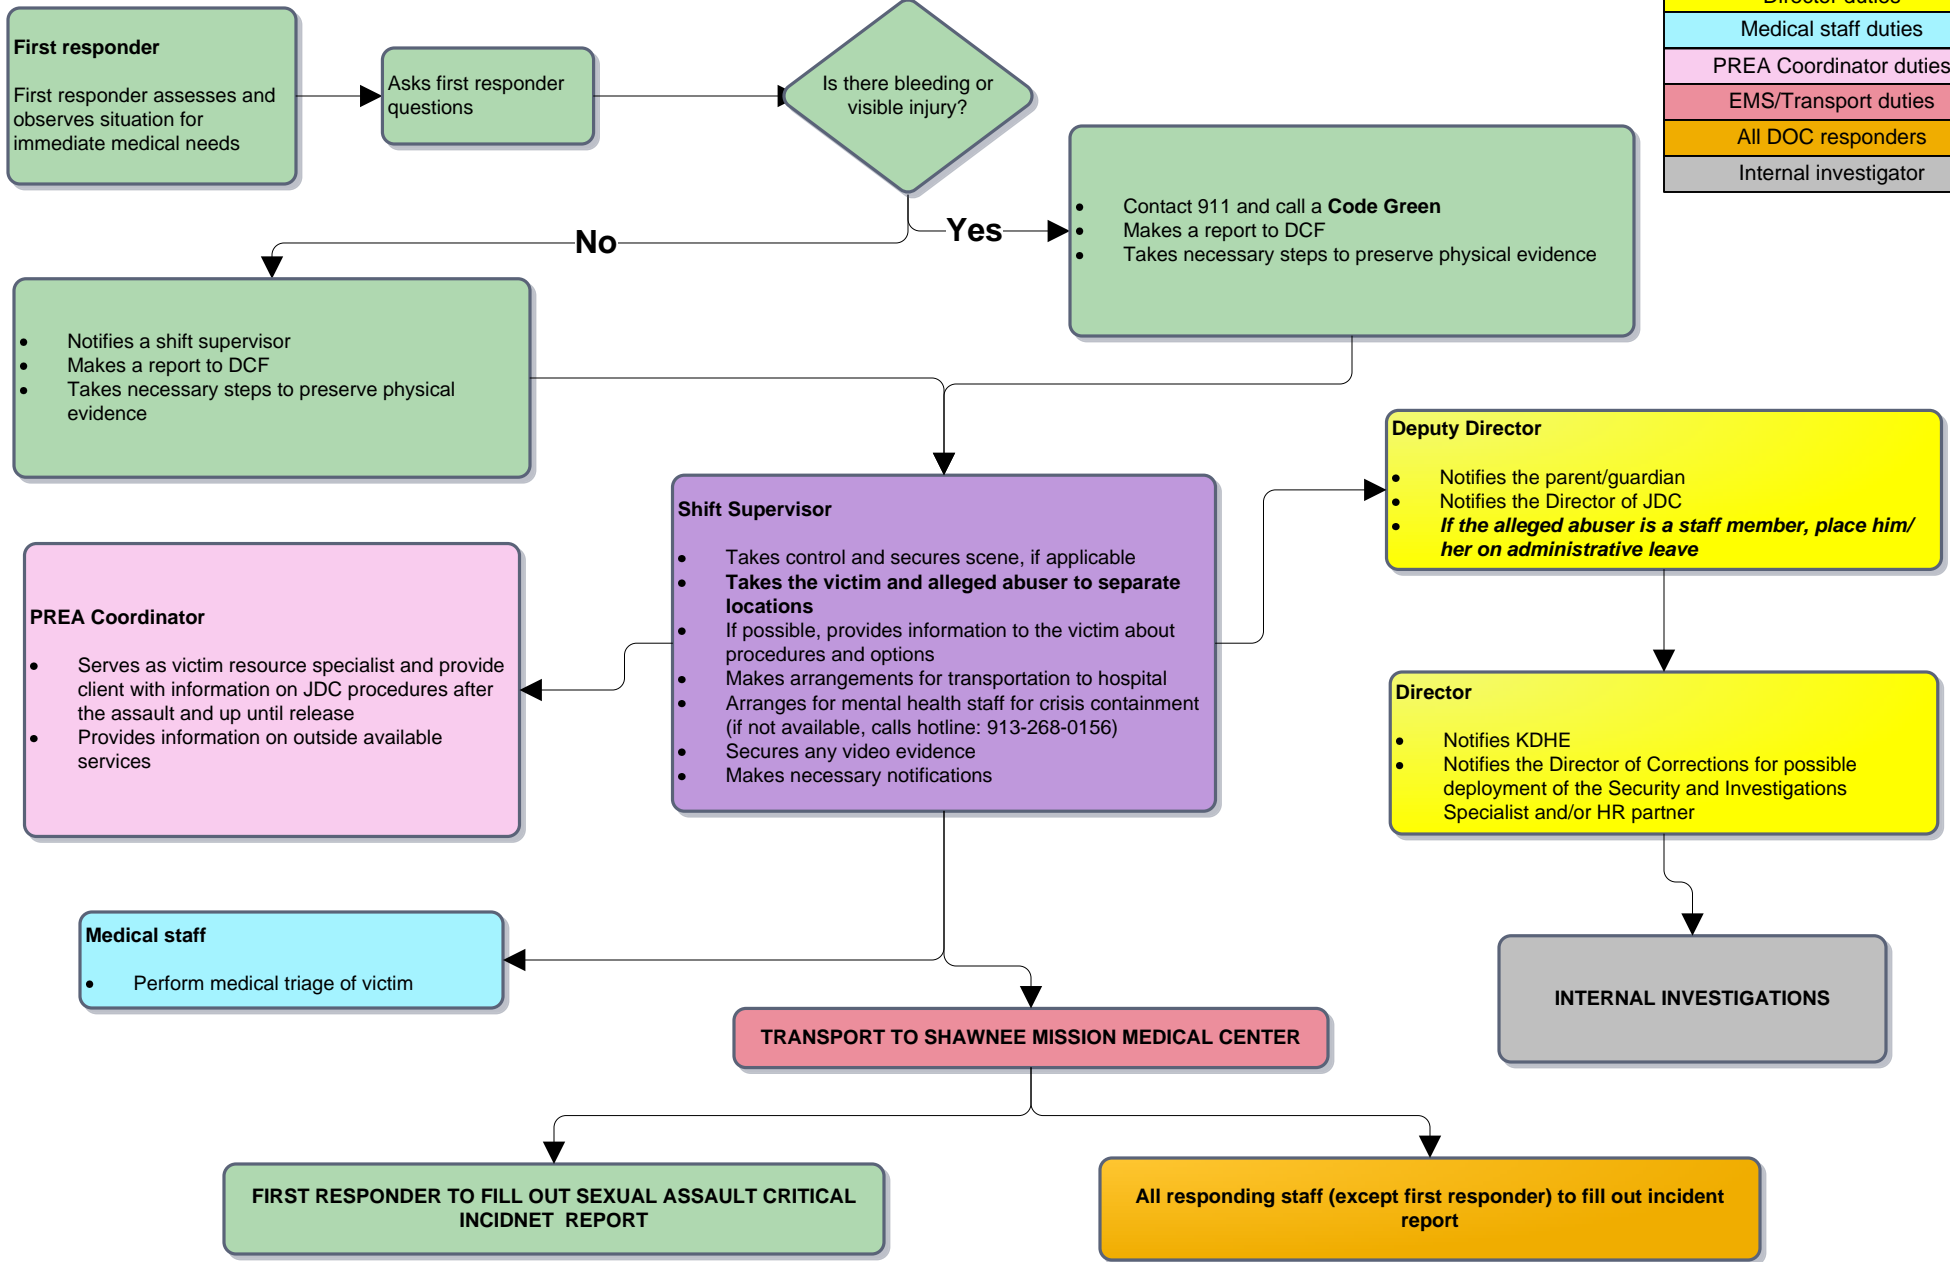 Director duties
Medical staff duties
PREA Coordinator duties
EMS/Transport duties
All DOC responders
Internal investigator
First responder
First responder assesses and
observes situation for
immediate medical needs
Asks first responder
questions
Is there bleeding or
visible injury?
No
Yes
• Contact 911 and call a Code Green
• Makes a report to DCF
• Takes necessary steps to preserve physical evidence
• Notifies a shift supervisor
• Makes a report to DCF
• Takes necessary steps to preserve physical
evidence
Shift Supervisor
• Takes control and secures scene, if applicable
• Takes the victim and alleged abuser to separate
locations
• If possible, provides information to the victim about
procedures and options
• Makes arrangements for transportation to hospital
• Arranges for mental health staff for crisis containment
(if not available, calls hotline: 913-268-0156)
• Secures any video evidence
• Makes necessary notifications
Deputy Director
• Notifies the parent/guardian
• Notifies the Director of JDC
• If the alleged abuser is a staff member, place him/
her on administrative leave
PREA Coordinator
• Serves as victim resource specialist and provide
client with information on JDC procedures after
the assault and up until release
• Provides information on outside available
services
Director
• Notifies KDHE
• Notifies the Director of Corrections for possible
deployment of the Security and Investigations
Specialist and/or HR partner
Medical staff
• Perform medical triage of victim
INTERNAL INVESTIGATIONS
TRANSPORT TO SHAWNEE MISSION MEDICAL CENTER
FIRST RESPONDER TO FILL OUT SEXUAL ASSAULT CRITICAL
INCIDNET  REPORT
All responding staff (except first responder) to fill out incident
report